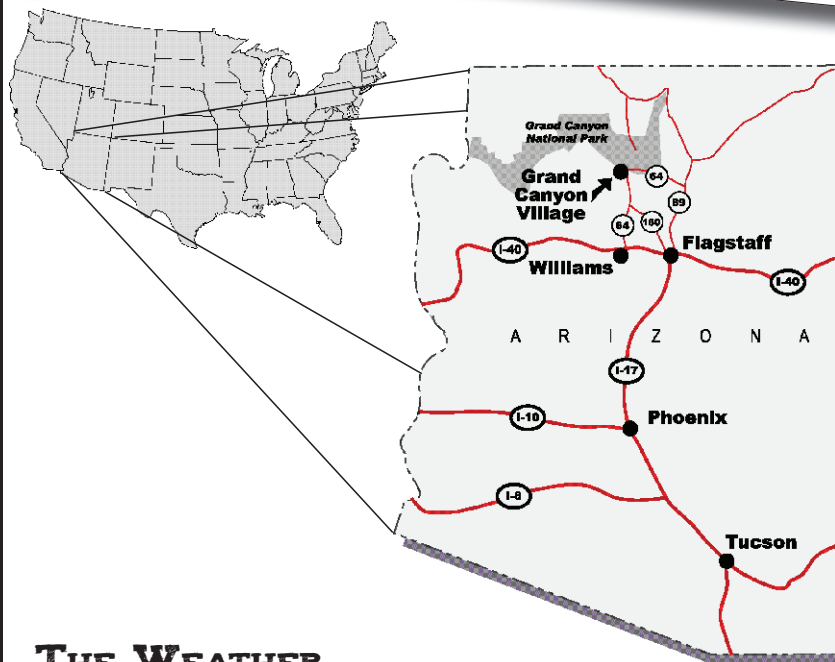 Grand Canyon
National Park
Grand
Canyon
Village
64
89
64
180
I-40
Williams
Flagstaff
I-40
A R I Z O N A
I-17
I-10
Phoenix
I-8
Tucson
THE WEATHER